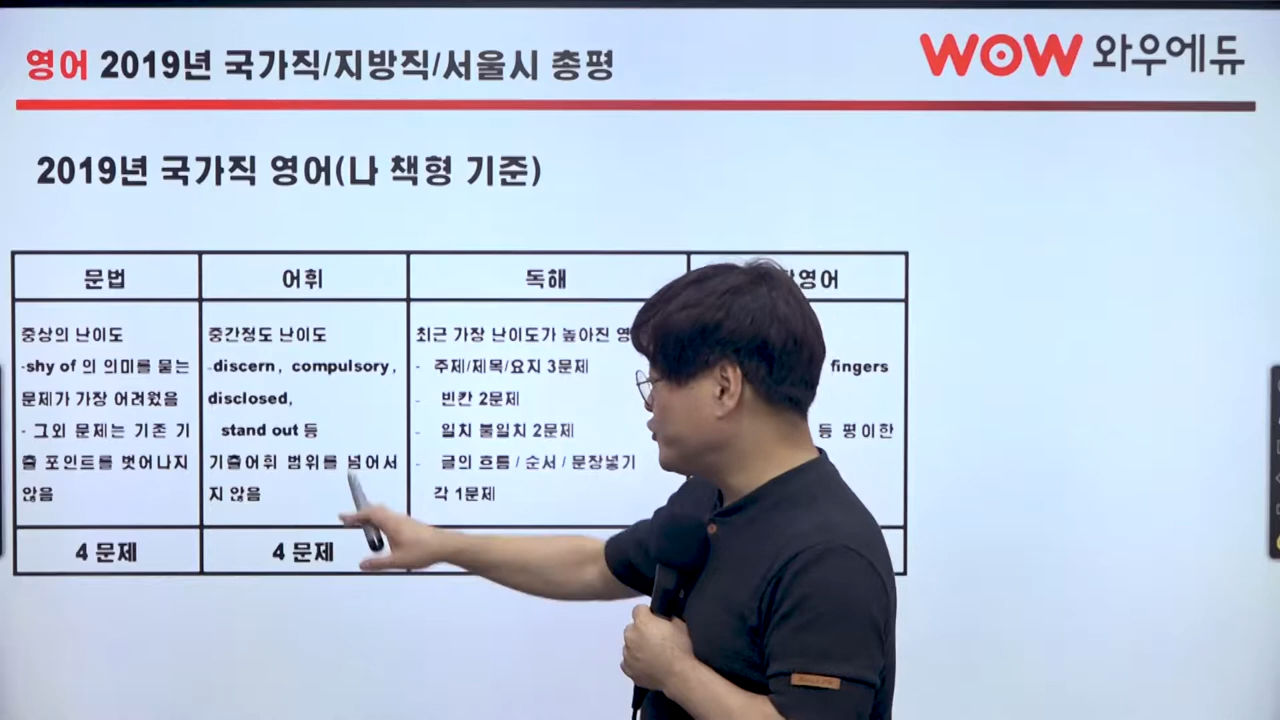 영어 2019년 국가직/지방직/서울시 총평
WOW 와우에듀
2019년 국가직 영어(나 책형 기준)
문법
어휘
독해
영어
중상의 난이도
-shy of 의 의미를 묻는
문제가 가장 어려웠음
- 그외 문제는 기존 기
출 포인트를 벗어나지
않음
중간정도 난이도
-discern, compulsory,
disclosed,
stand out 등
기출어휘 범위를 넘어서
지 않음
최근 가장 난이도가 높아진 영
- 주제/제목/요지 3문제
- 빈칸 2문제
- 일치 불일치 2문제
- 글의 흐름 / 순서 / 문장넣기
각 1문제
fingers
등 평이한
4 문제
4 문제